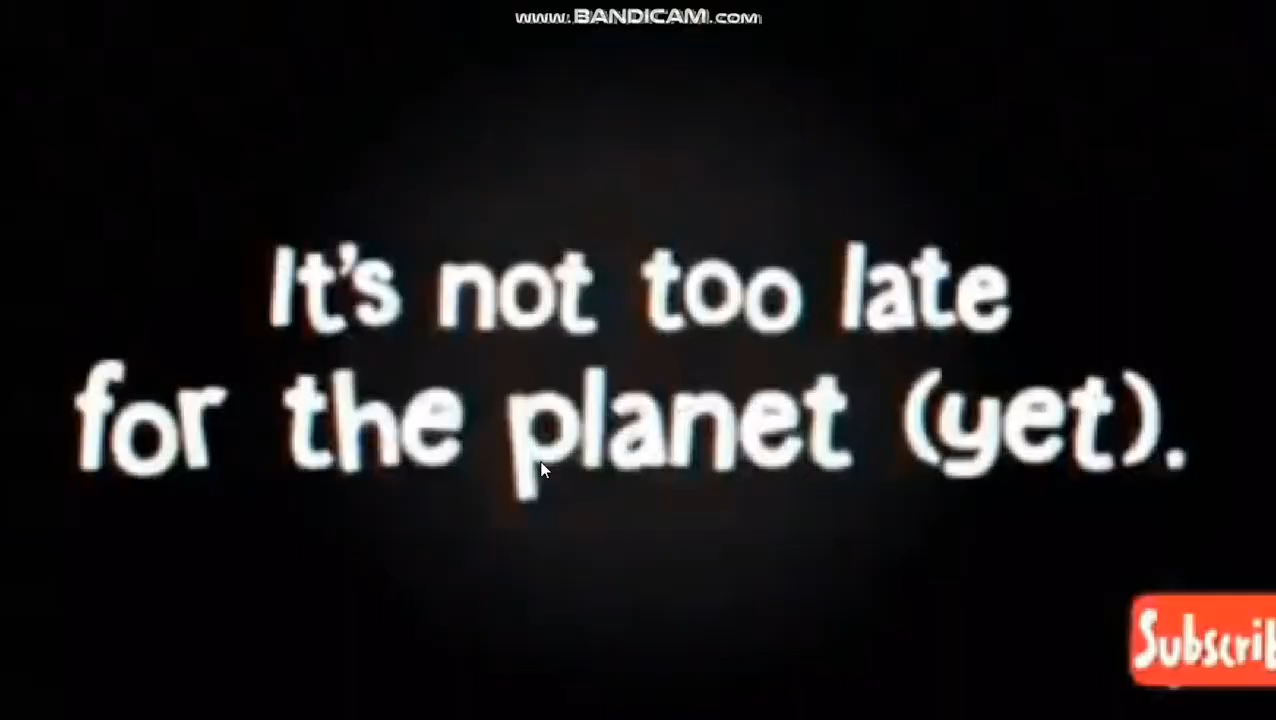 www.BANDICAM.com
It's not too late
for the planet (yet).
Subscrib